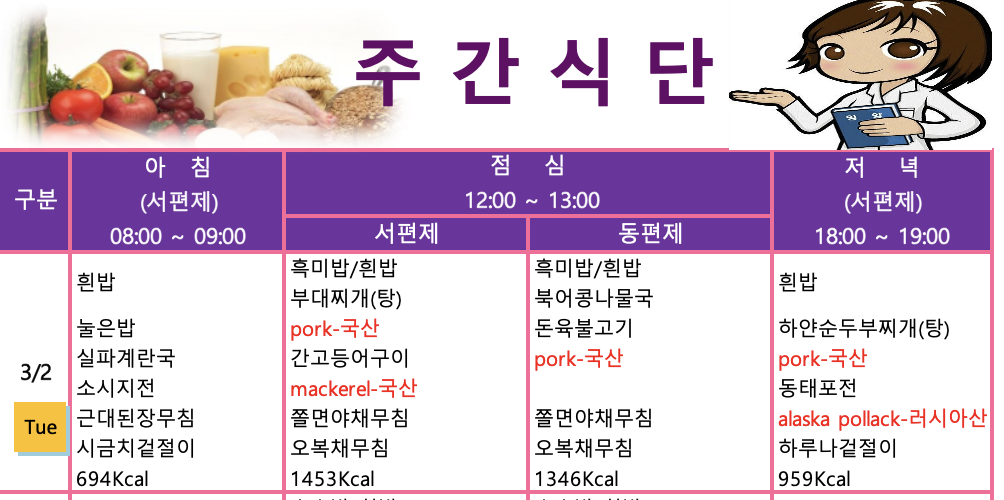 주간식단
구분
아 침
(서편제)
08:00 ~ 09:00
점 심
12:00 ~ 13:00
서편제
동편제
저 녁
(서편제)
18:00 ~ 19:00
3/2
Tue
흰밥
눌은밥
실파계란국
소시지전
근대된장무침
시금치겉절이
694Kcal
흑미밥/흰밥
부대찌개(탕)
pork-국산
간고등어구이
mackerel-국산
쫄면야채무침
오복채무침
1453Kcal
흑미밥/흰밥
북어콩나물국
돈육불고기
pork-국산
쫄면야채무침
오복채무침
1346Kcal
흰밥
하얀순두부찌개(탕)
pork-국산
동태포전
alaska pollack-러시아산
하루나겉절이
959Kcal